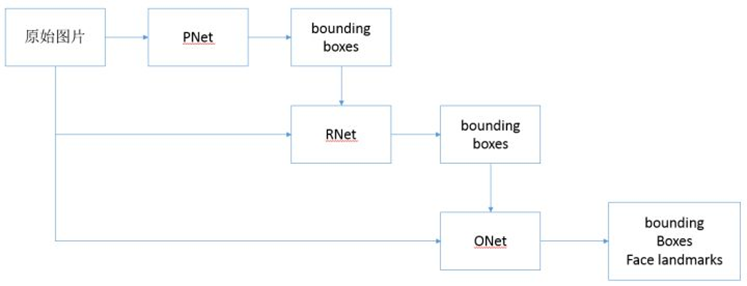 原始图片
PNet
bounding
boxes
RNet
bounding
boxes
ONet
bounding
Boxes
Face landmarks